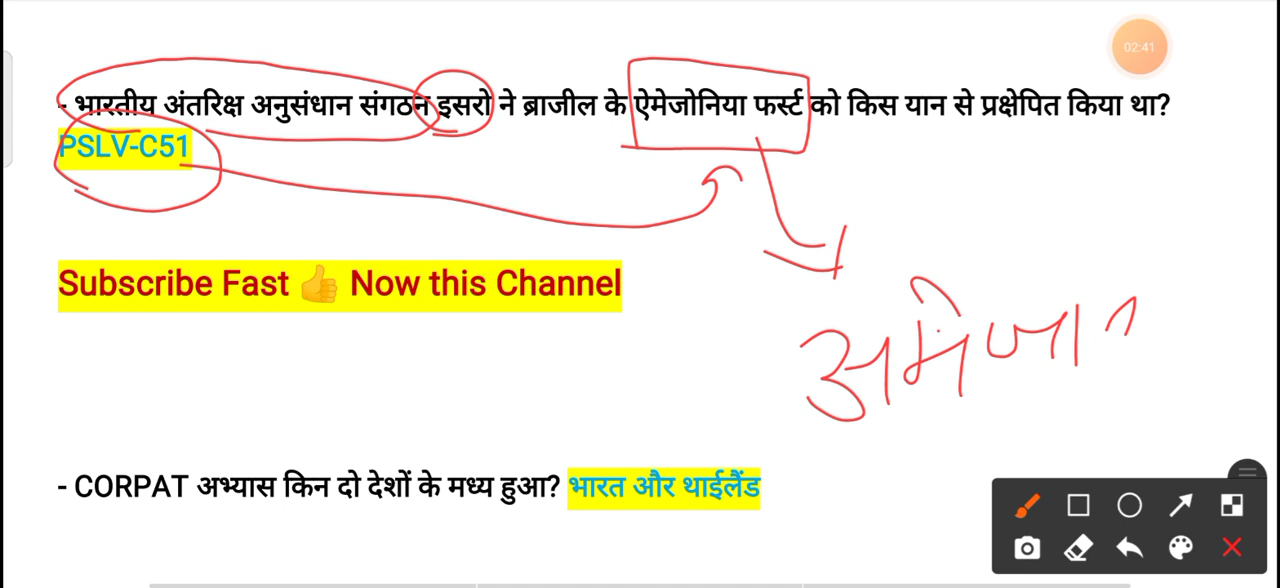 02:41
- भारतीय अंतरिक्ष अनुसंधान संगठन इसरो ने ब्राजील के ऐमेजोनिया फर्स्ट को किस यान से प्रक्षेपित किया था?
PSLV-C51
Subscribe Fast 👍 Now this Channel
- CORPAT अभ्यास किन दो देशों के मध्य हुआ? भारत और थाईलैंड